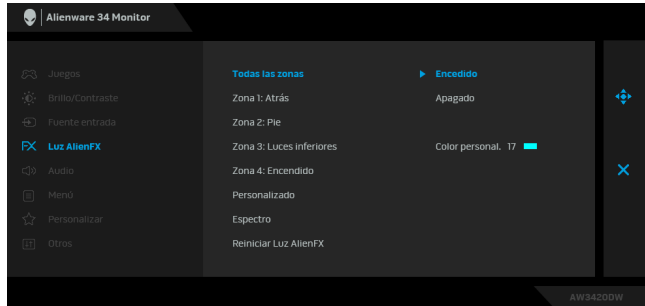 Alienware 34 Monitor
Juegos
Brillo/Contraste
Fuente entrada
FX Luz AlienFX
Audio
Menú
Personalizar
Otros
Todas las zonas
Zona 1: Atrás
Zona 2: Pie
Zona 3: Luces inferiores
Zona 4: Encendido
Personalizado
Espectro
Reiniciar Luz AlienFX
Encedido
Apagado
Color personal. 17
AW3420DW